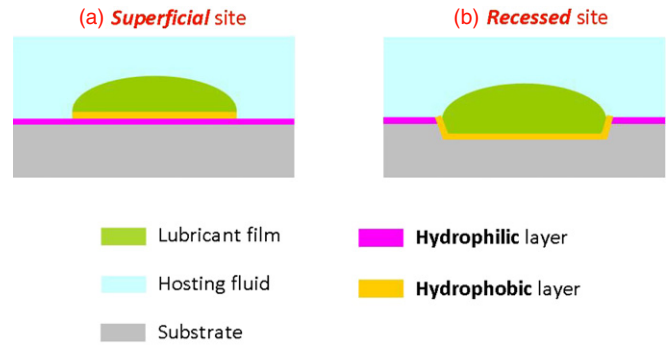 (a) Superficial site
(b) Recessed site
Lubricant film
Hydrophilic layer
Hosting fluid
Hydrophobic layer
Substrate